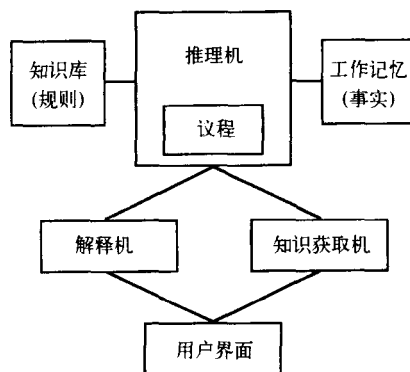 知识库
(规则)
推理机
议程
工作记忆
(事实)
解释机
知识获取机
用户界面